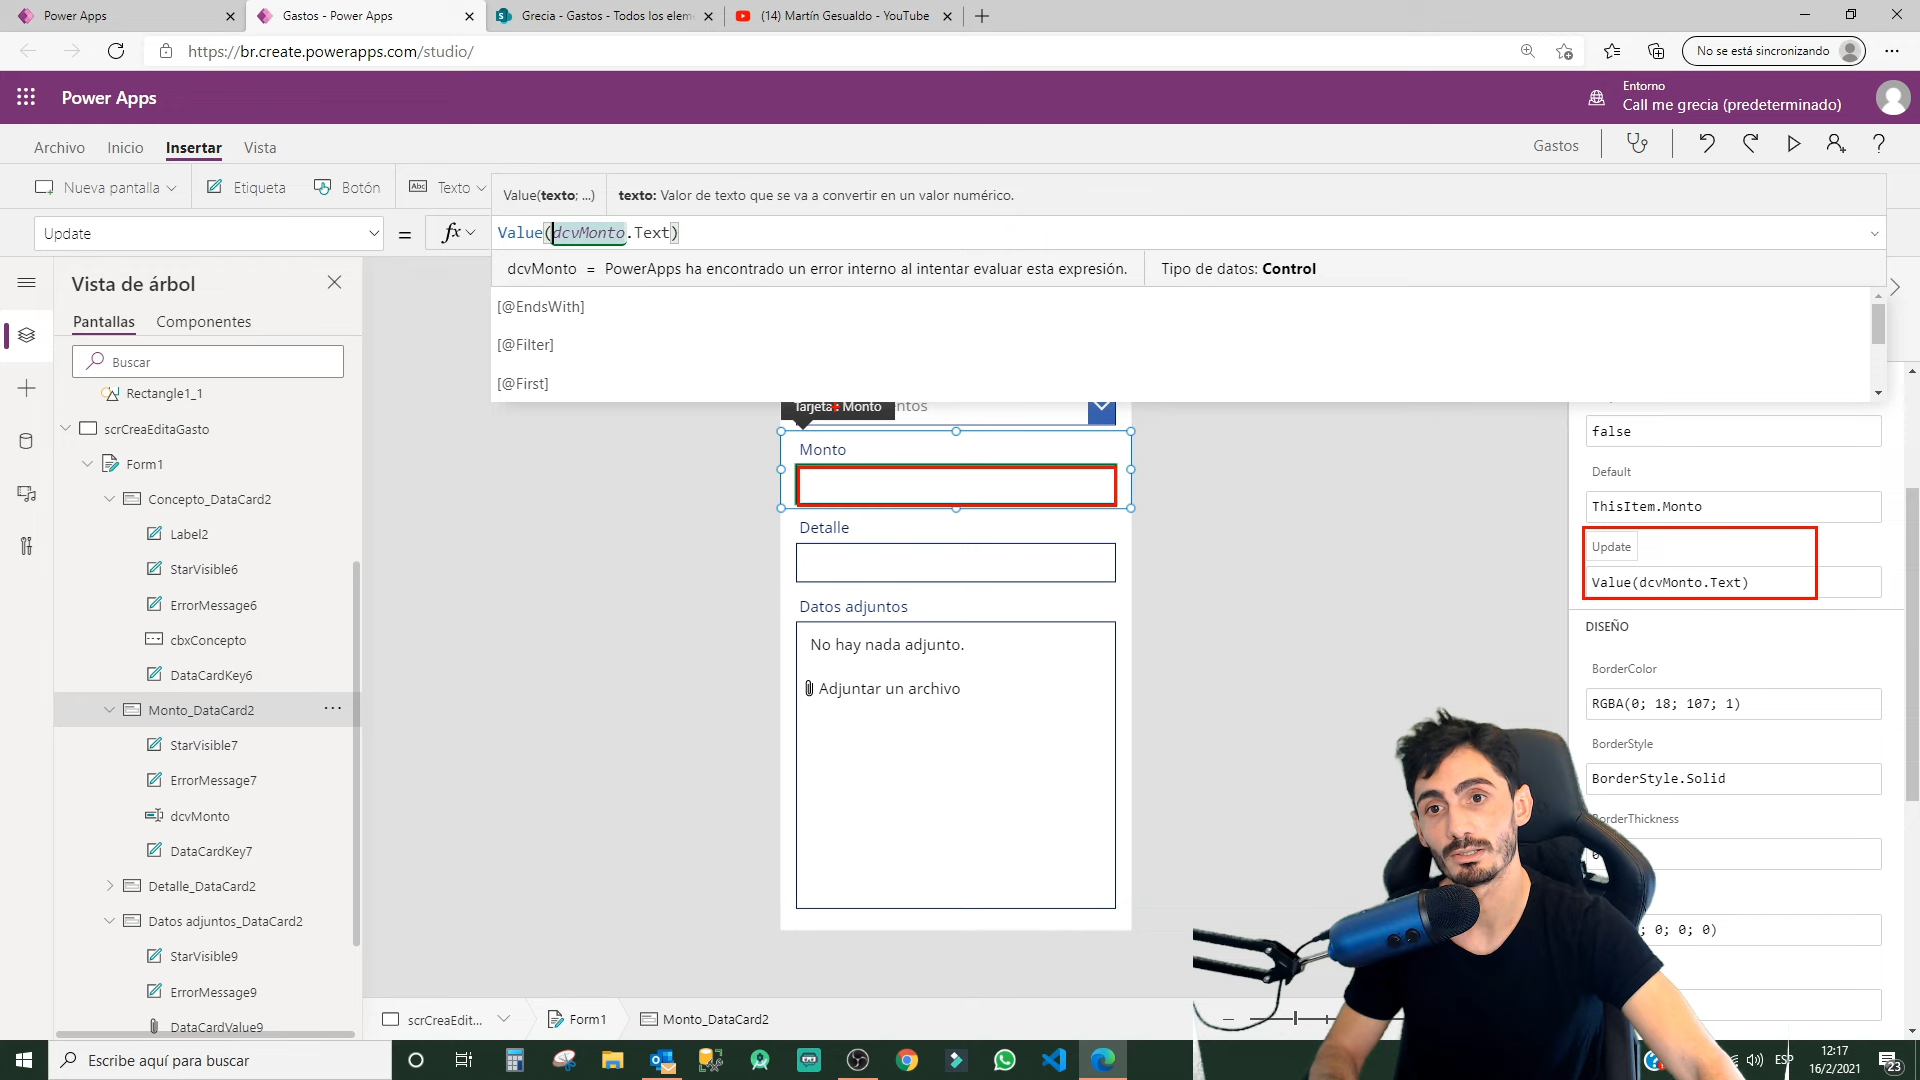 Power Apps
Gastos - Power Apps
Grecia - Gastos - Todos los elem
(14) Martín Gesualdo - YouTube
https://br.create.powerapps.com/studio/
No se está sincronizando
Power Apps
Entorno
Call me grecia (predeterminado)
Archivo
Inicio
Insertar
Vista
Gastos
Nueva pantalla
Etiqueta
Botón
Abc
Texto
Value(texto; ...)
texto: Valor de texto que se va a convertir en un valor numérico.
Update
=
fx
Value(dcvMonto.Text)
dcvMonto = PowerApps ha encontrado un error interno al intentar evaluar esta expresión.
Tipo de datos: Control
[@EndsWith]
[@Filter]
[@First]
Vista de árbol
Pantallas
Componentes
Buscar
Rectangle1_1
scrCreaEditaGasto
Form1
Concepto_DataCard2
Label2
StarVisible6
ErrorMessage6
cbxConcepto
DataCardKey6
Monto_DataCard2
StarVisible7
ErrorMessage7
dcvMonto
DataCardKey7
Detalle_DataCard2
Datos adjuntos_DataCard2
StarVisible9
ErrorMessage9
DataCardValue9
Tarjeta: Monto
Monto
Detalle
Datos adjuntos
No hay nada adjunto.
Adjuntar un archivo
false
Default
ThisItem.Monto
Update
Value(dcvMonto.Text)
DISEÑO
BorderColor
RGBA(0; 18; 107; 1)
BorderStyle
BorderStyle.Solid
BorderThickness
0
; 0; 0; 0)
scrCreaEdit...
Form1
Monto_DataCard2
Escribe aquí para buscar
ESP
12:17
16/2/2021
23